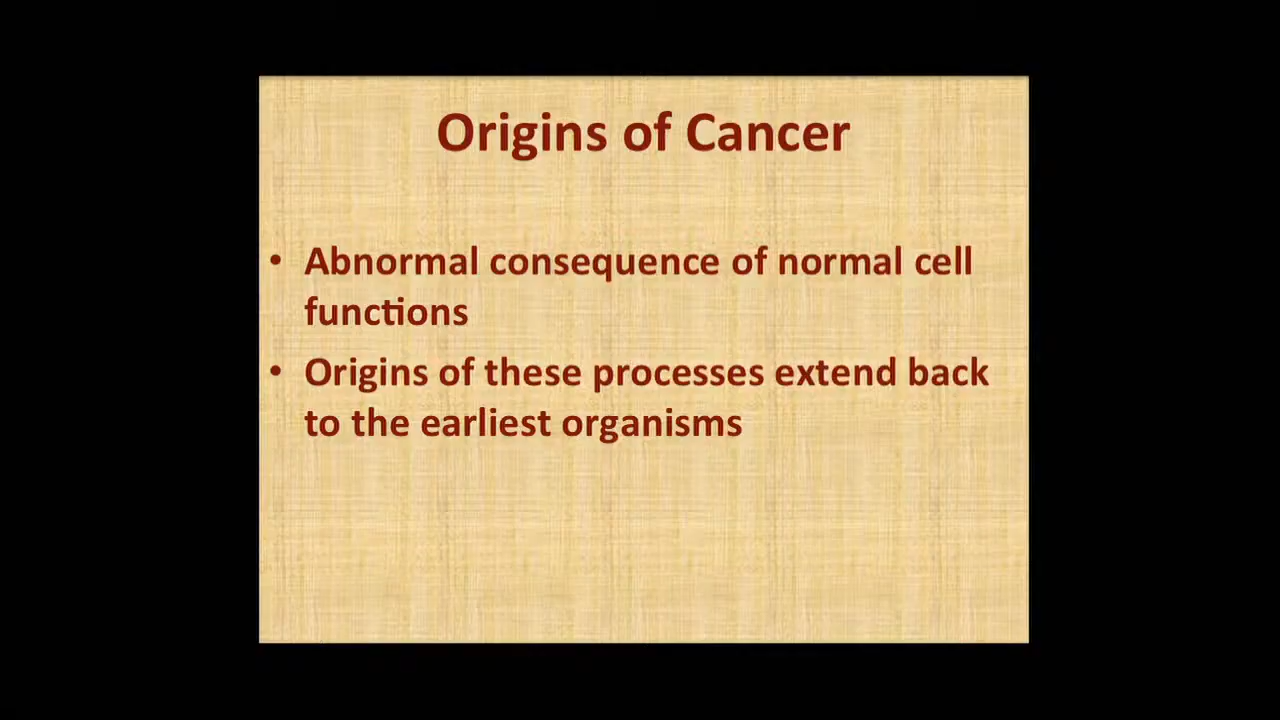 Origins of Cancer
• Abnormal consequence of normal cell
functions
• Origins of these processes extend back
to the earliest organisms